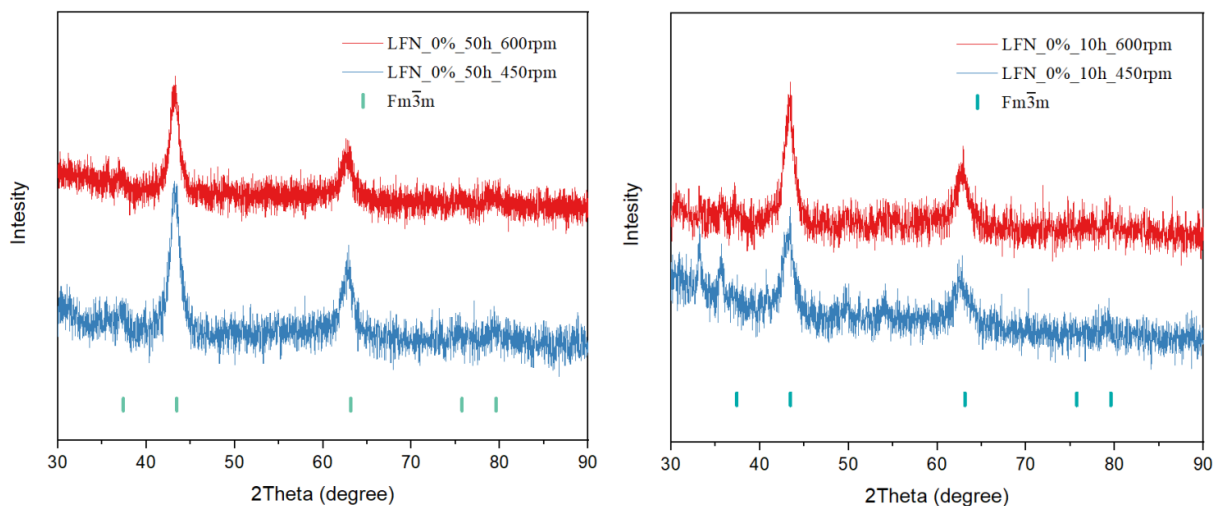 LFN_0%_50h_600rpm
LFN_0%_50h_450rpm
Fm3̅m
Intesity
30 40 50 60 70 80 90
2Theta (degree)
LFN_0%_10h_600rpm
LFN_0%_10h_450rpm
Fm3̅m
Intesity
30 40 50 60 70 80 90
2Theta (degree)